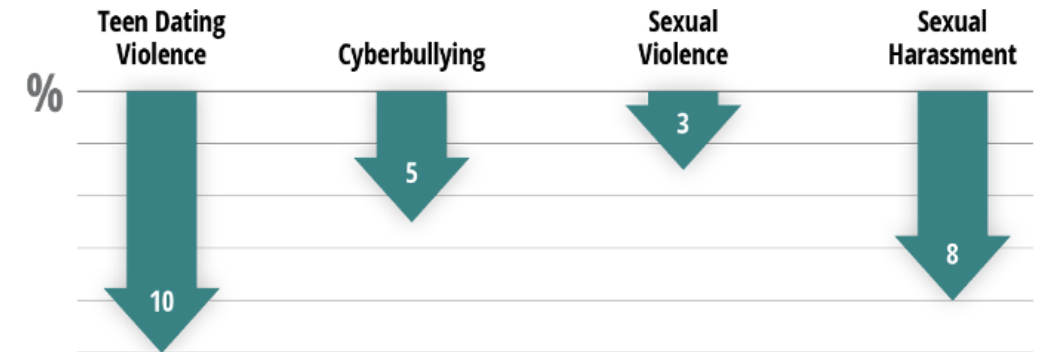 Teen Dating
Violence
Cyberbullying
Sexual
Violence
Sexual
Harassment
%
10
5
3
8